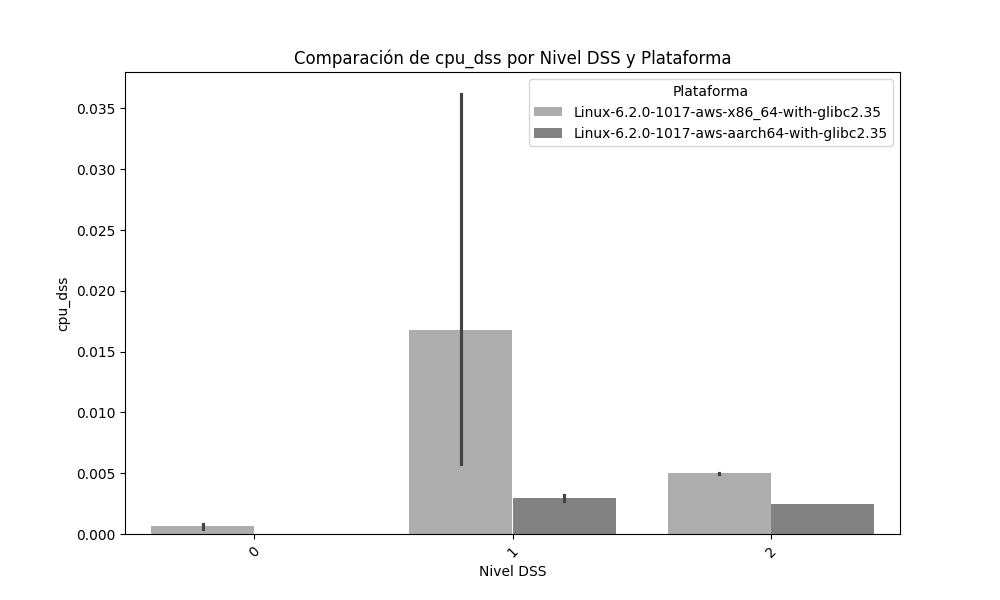 Comparación de cpu_dss por Nivel DSS y Plataforma
Plataforma
Linux-6.2.0-1017-aws-x86_64-with-glibc2.35
Linux-6.2.0-1017-aws-aarch64-with-glibc2.35
cpu_dss
0.035
0.030
0.025
0.020
0.015
0.010
0.005
0.000
0
1
2
Nivel DSS